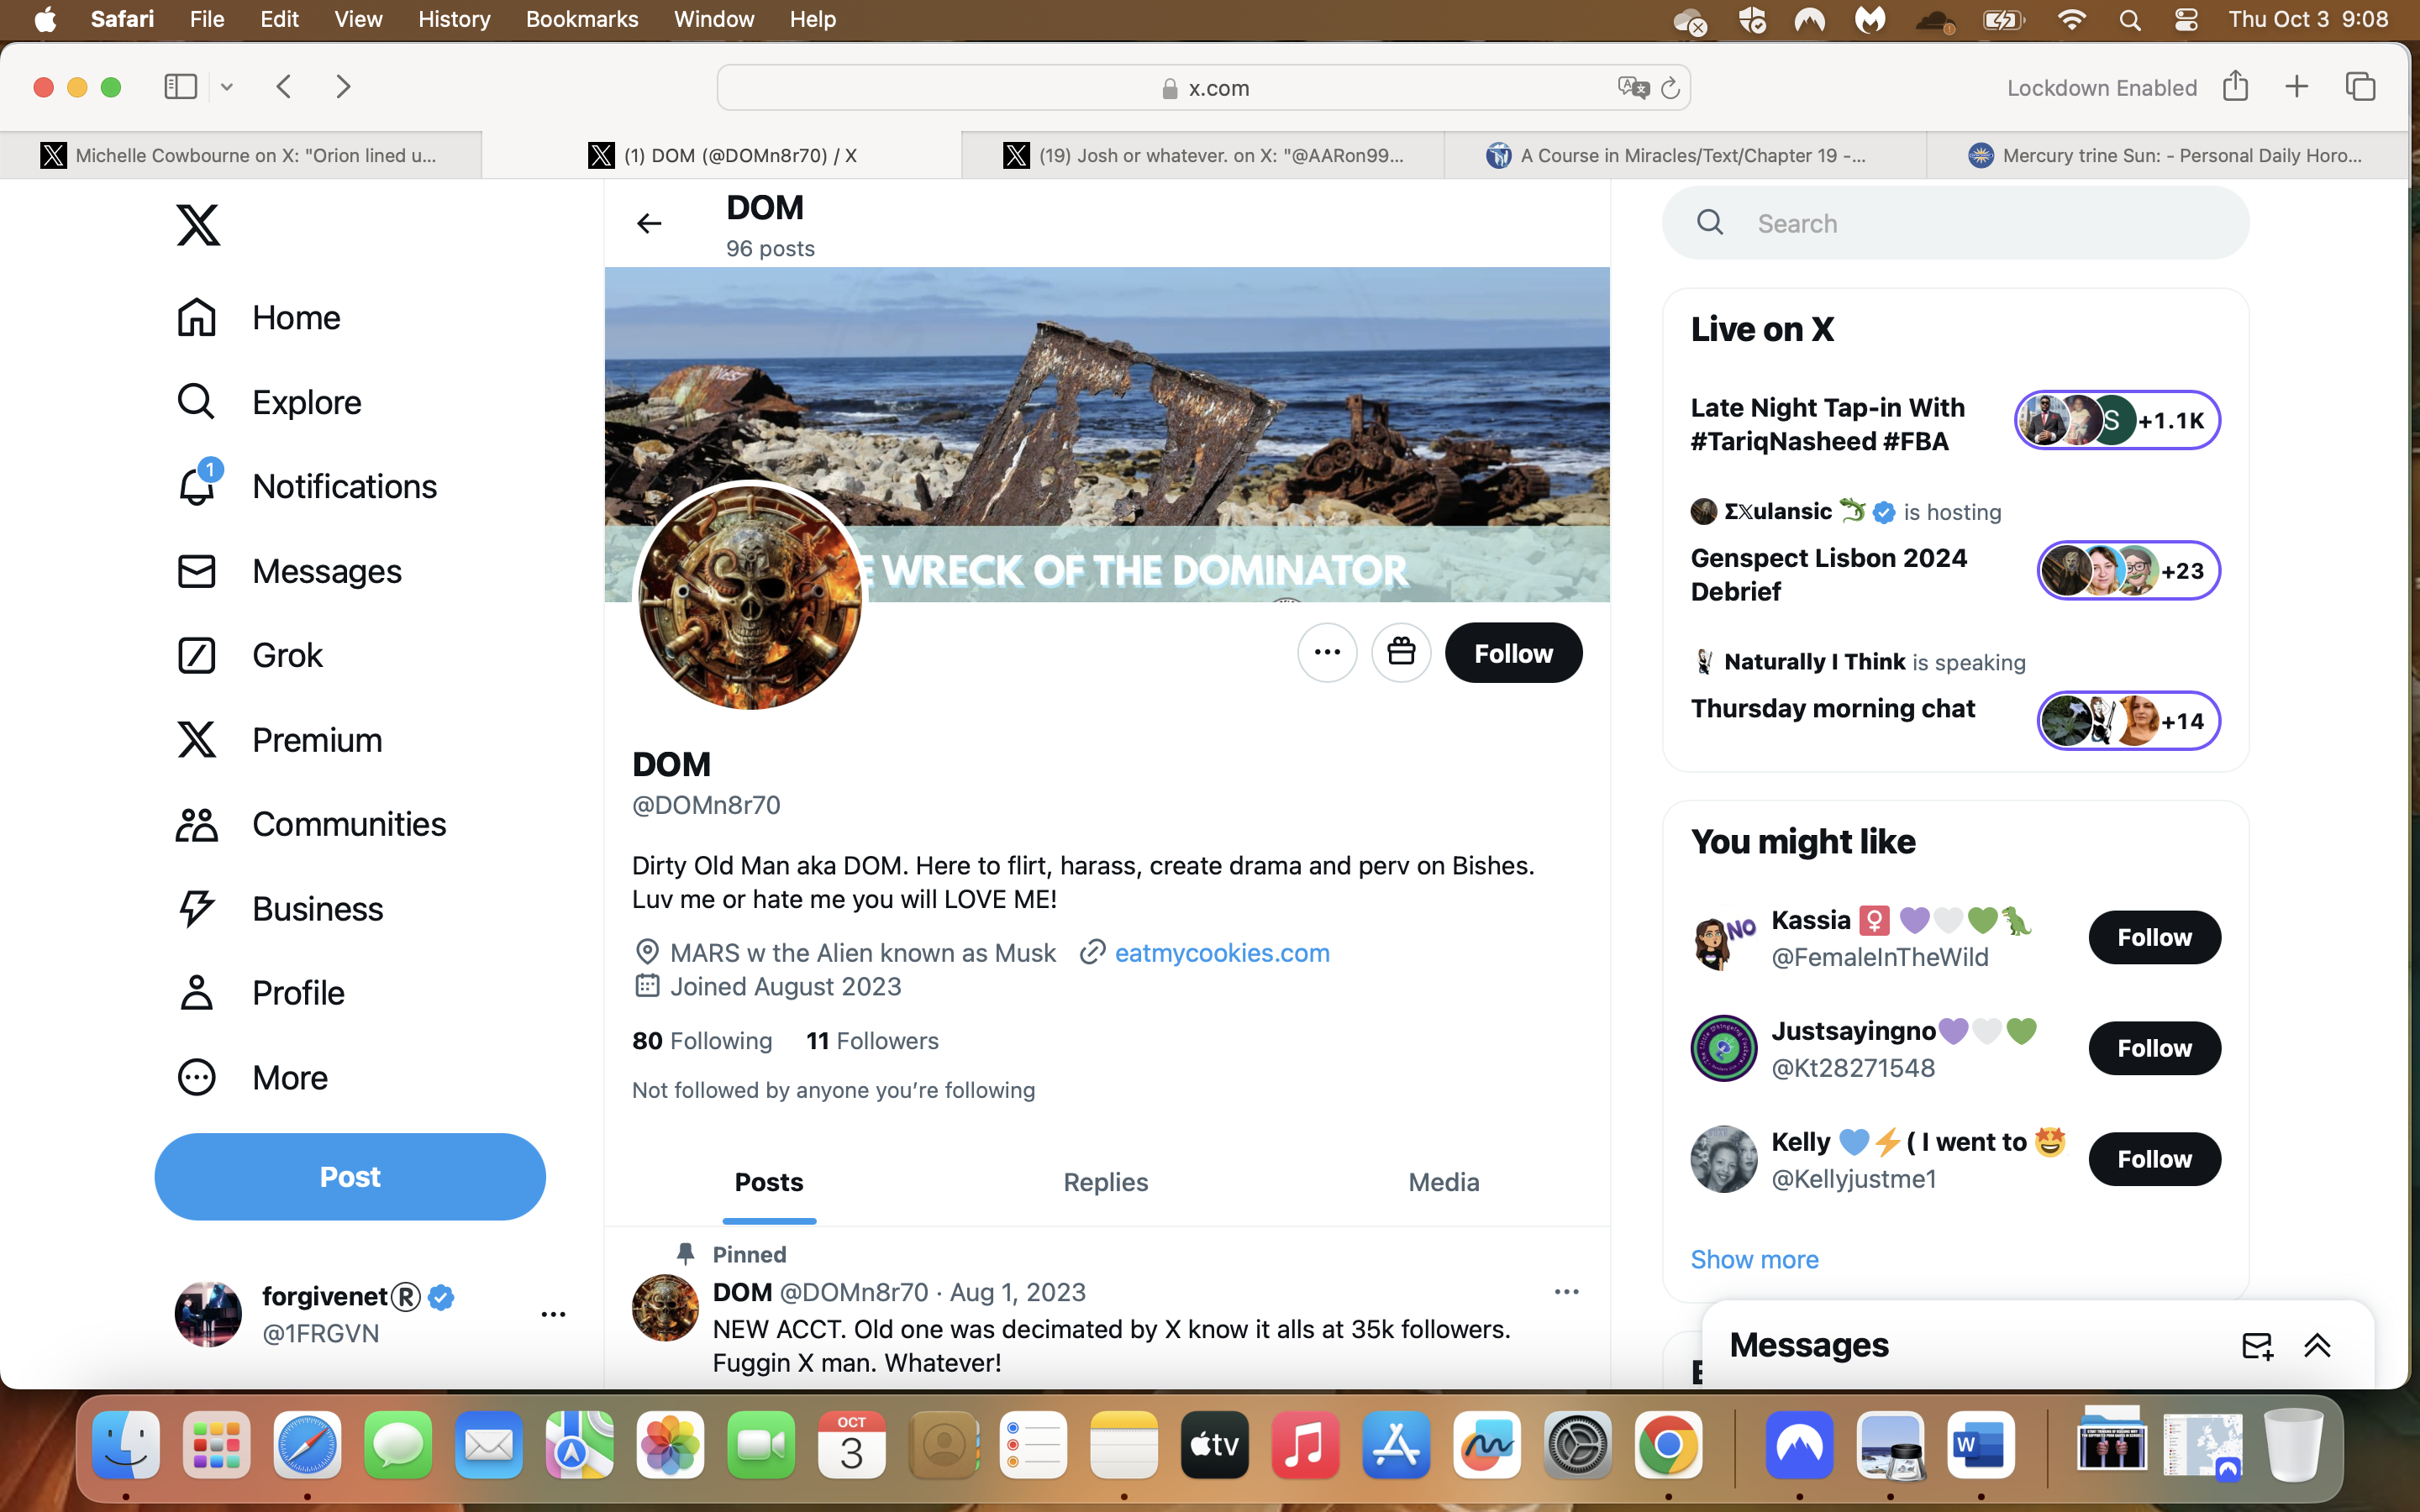 Safari File Edit View History Bookmarks Window Help Thu Oct 3 9:08
x.com
Lockdown Enabled
Michelle Cowbourne on X: "Orion lined u...
(1) DOM (@DOMn8r70) / X
(19) Josh or whatever. on X: "@AARon99...
A Course in Miracles/Text/Chapter 19 -...
Mercury trine Sun: - Personal Daily Horo...
Home
Explore
1
Notifications
Messages
Grok
Premium
Communities
Business
Profile
More
Post
forgivenet®
@1FRGVN
DOM
96 posts
E WRECK OF THE DOMINATOR
Follow
DOM
@DOMn8r70
Dirty Old Man aka DOM. Here to flirt, harass, create drama and perv on Bishes.
Luv me or hate me you will LOVE ME!
MARS w the Alien known as Musk eatmycookies.com
Joined August 2023
80 Following 11 Followers
Not followed by anyone you’re following
Posts Replies Media
Pinned
DOM @DOMn8r70 · Aug 1, 2023
NEW ACCT. Old one was decimated by X know it alls at 35k followers.
Fuggin X man. Whatever!
Search
Live on X
Late Night Tap-in With
#TariqNasheed #FBA
S +1.1K
Σ𝕏ulansic 🐉 is hosting
Genspect Lisbon 2024
Debrief
+23
Naturally I Think is speaking
Thursday morning chat
+14
You might like
NO
Kassia ♀️ 💜🤍💚🦖
@FemaleInTheWild
Follow
Justsayingno💜🤍💚
@Kt28271548
Follow
Kelly 💙⚡( I went to 🤩
@Kellyjustme1
Follow
Show more
Messages
OCT
3
tv
W